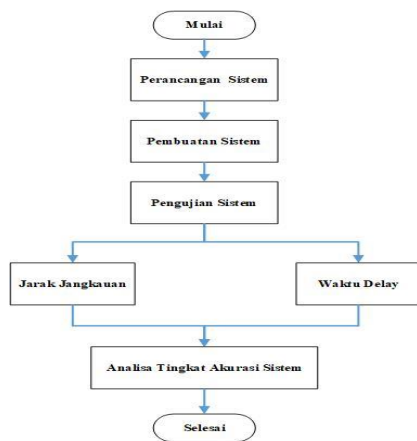 Mulai
Perancangan Sistem
Pembuatan Sistem
Pengujian Sistem
Jarak Jangkauan
Waktu Delay
Analisa Tingkat Akurasi Sistem
Selesai